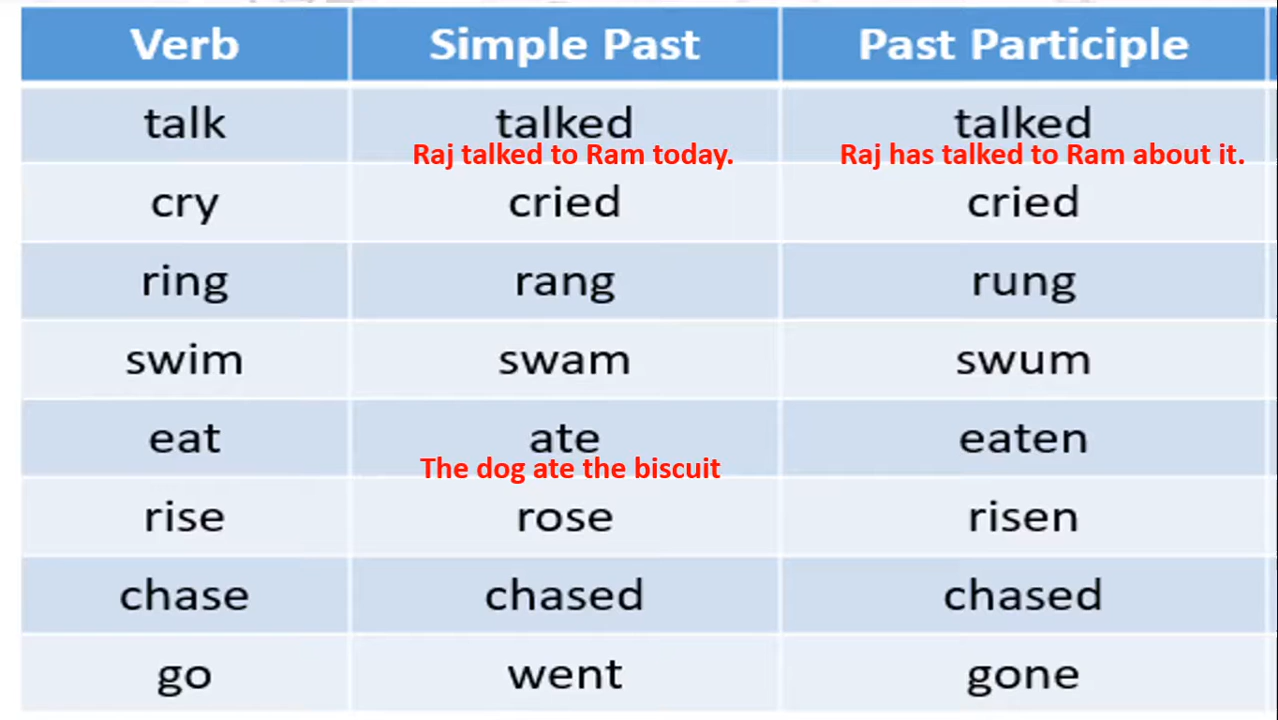 Verb Simple Past Past Participle
talk talked talked
Raj talked to Ram today. Raj has talked to Ram about it.
cry cried cried
ring rang rung
swim swam swum
eat ate eaten
The dog ate the biscuit
rise rose risen
chase chased chased
go went gone